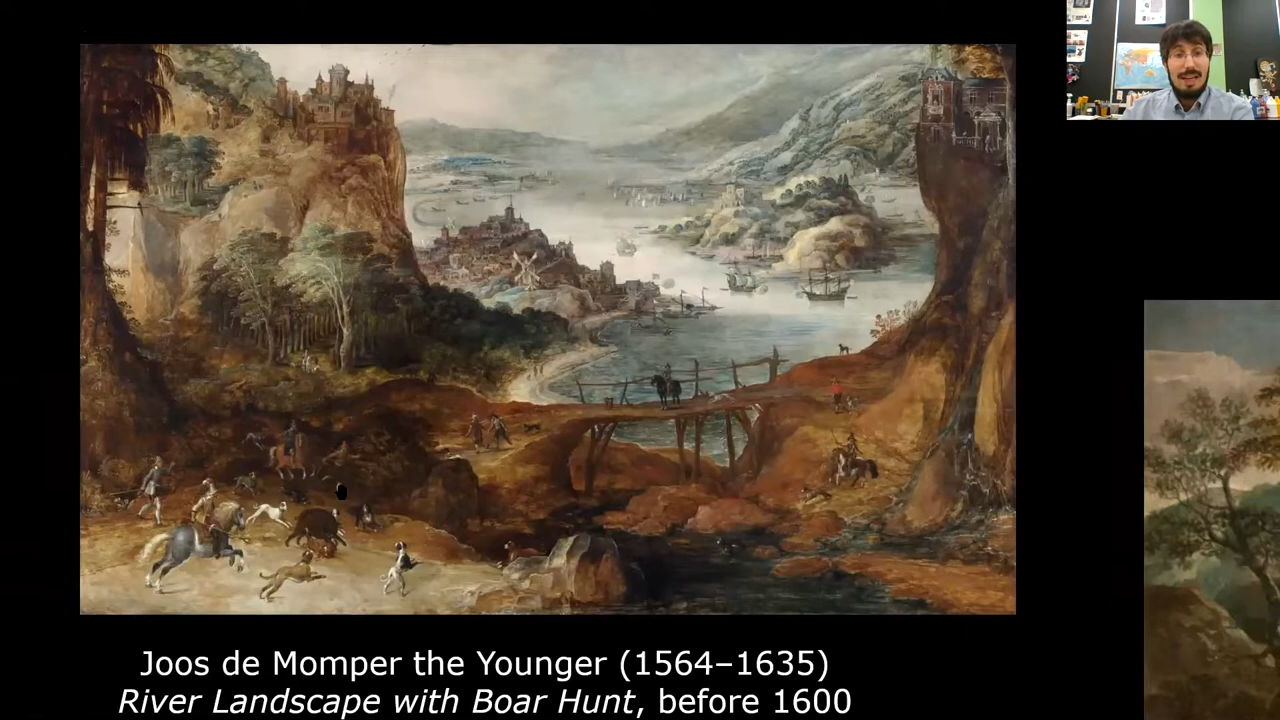 Joos de Momper the Younger (1564–1635)
River Landscape with Boar Hunt, before 1600